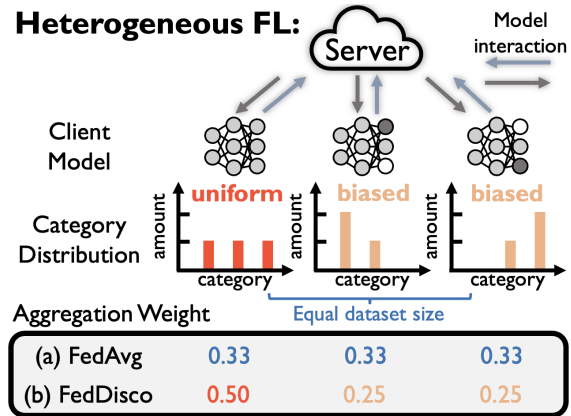 Heterogeneous FL:
Server
Model
interaction
Client
Model
uniform
biased
biased
Category
Distribution
amount
amount
amount
category
category
category
Aggregation Weight
Equal dataset size
(a) FedAvg
0.33
0.33
0.33
(b) FedDisco
0.50
0.25
0.25